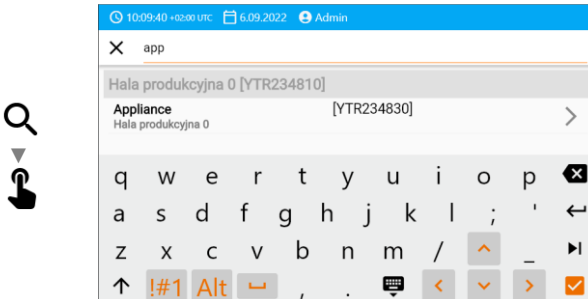 10:09:40 +02:00 UTC 6.09.2022 Admin
app
Hala produkcyjna 0 [YTR234810]
Appliance [YTR234830]
Hala produkcyjna 0
q w e r t y u i o p
a s d f g h j k l ; '
z x c v b n m / _
!#1 Alt , .